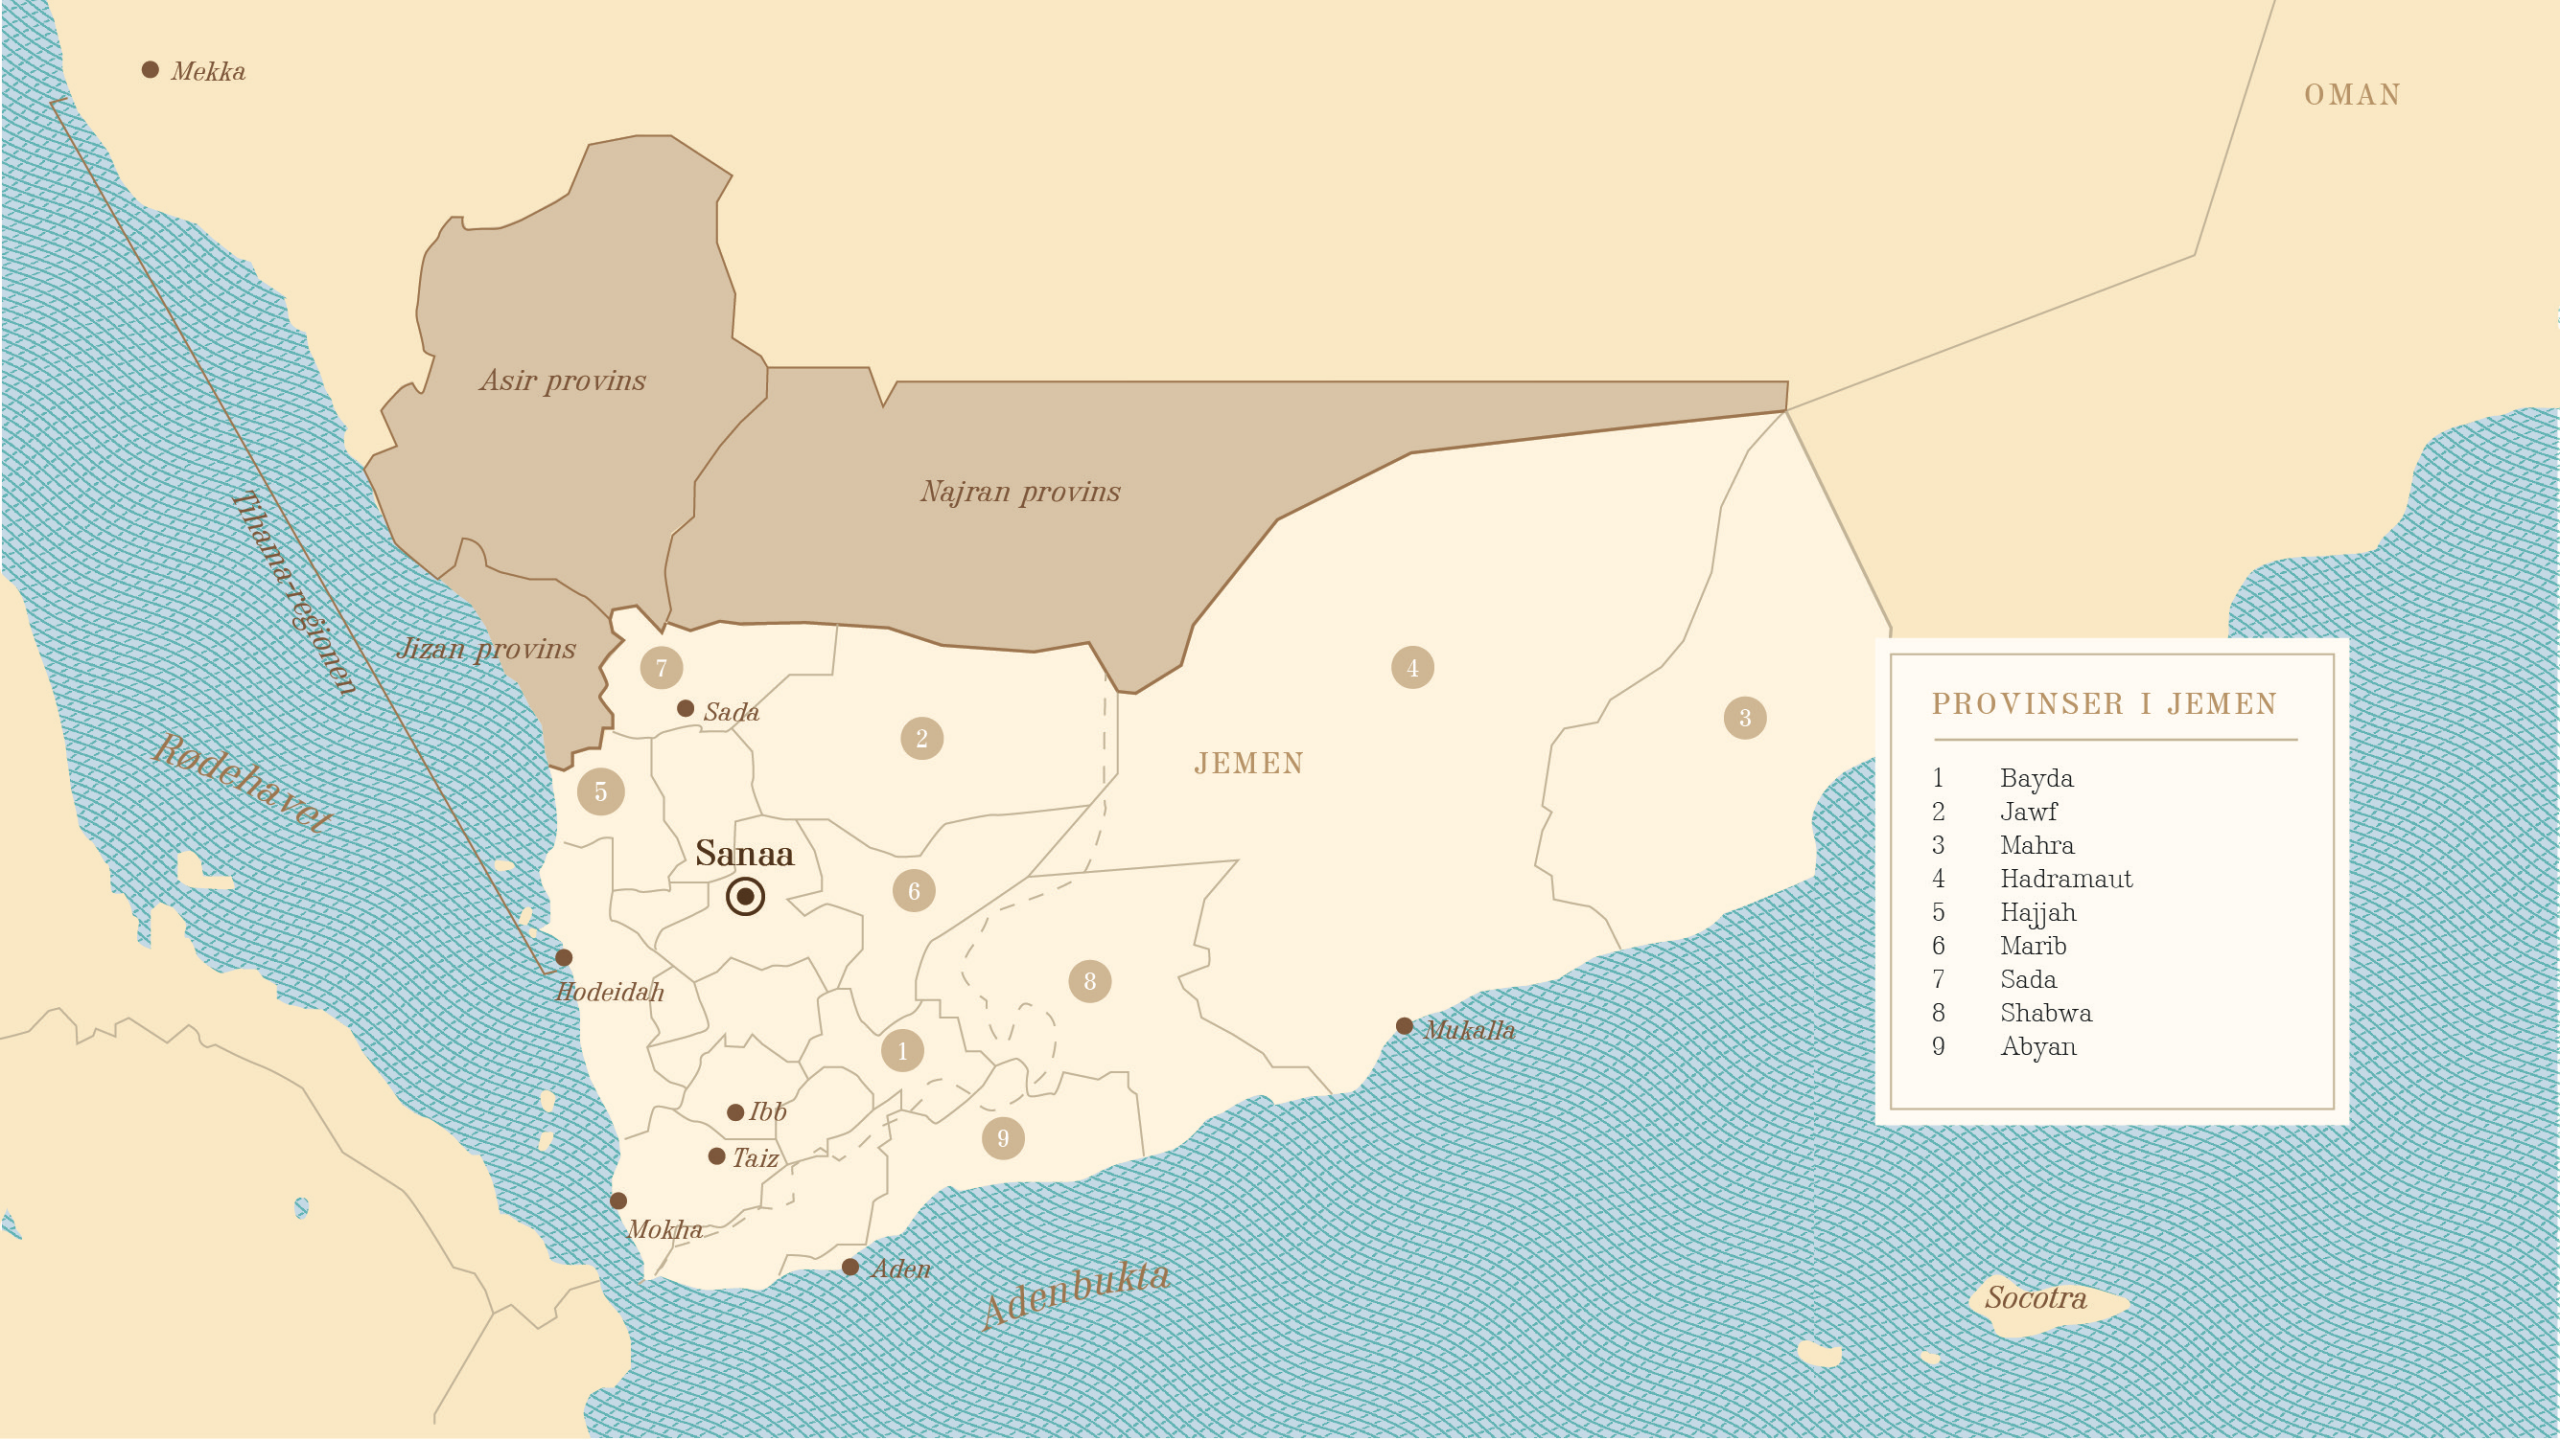 Mekka
OMAN
Asir provins
Najran provins
Tihama-regionen
Jizan provins
7
4
Sada
3
2
JEMEN
Rødehavet
5
Sanaa
6
8
Hodeidah
Mukalla
1
Ibb
9
Taiz
Mokha
Aden
Adenbukta
Socotra
PROVINSER I JEMEN
1 Bayda
2 Jawf
3 Mahra
4 Hadramaut
5 Hajjah
6 Marib
7 Sada
8 Shabwa
9 Abyan